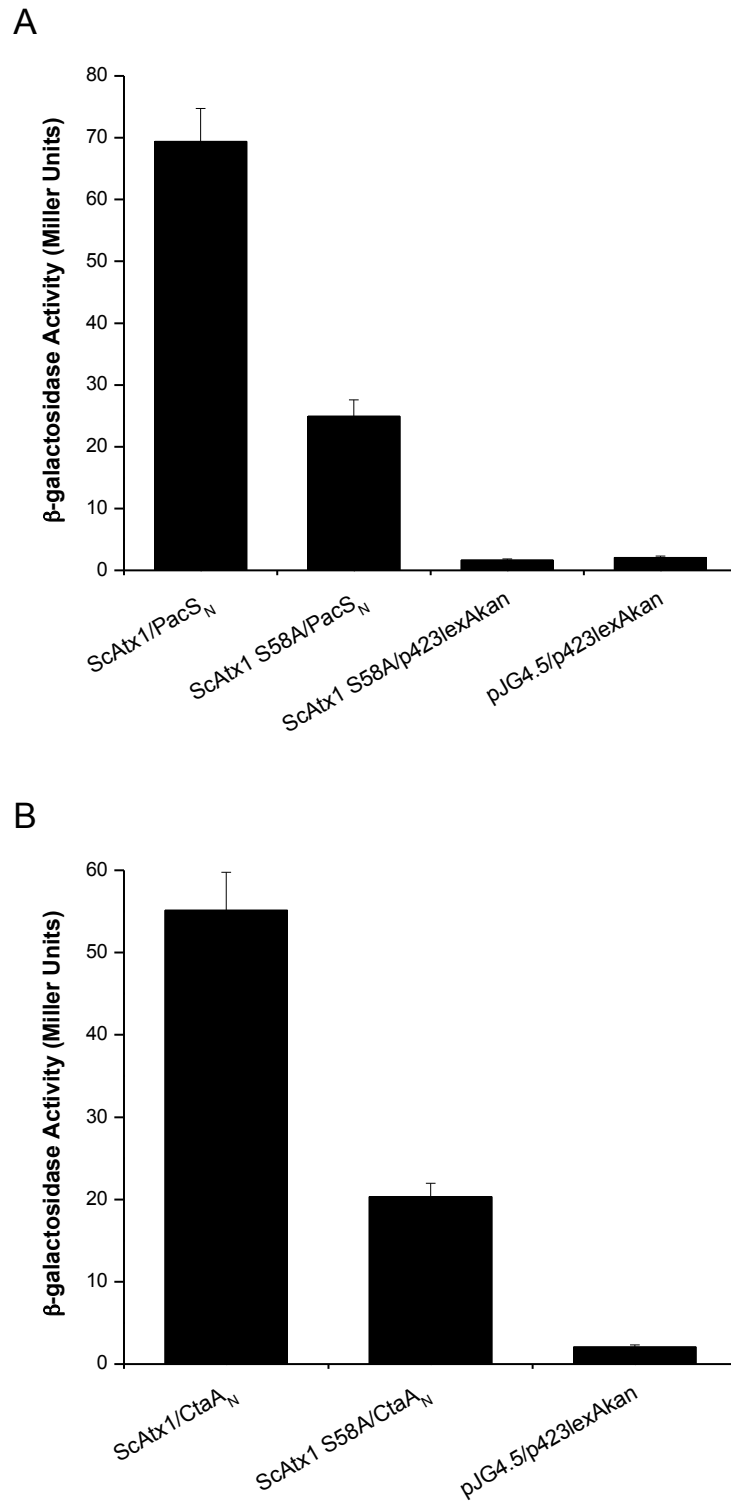 A
β-galactosidase Activity (Miller Units)
80
70
60
50
40
30
20
10
0
ScAtx1/PacS_N
ScAtx1 S58A/PacS_N
ScAtx1 S58A/p423lexAkan
pJG4.5/p423lexAkan
B
β-galactosidase Activity (Miller Units)
60
50
40
30
20
10
0
ScAtx1/CtaA_N
ScAtx1 S58A/CtaA_N
pJG4.5/p423lexAkan